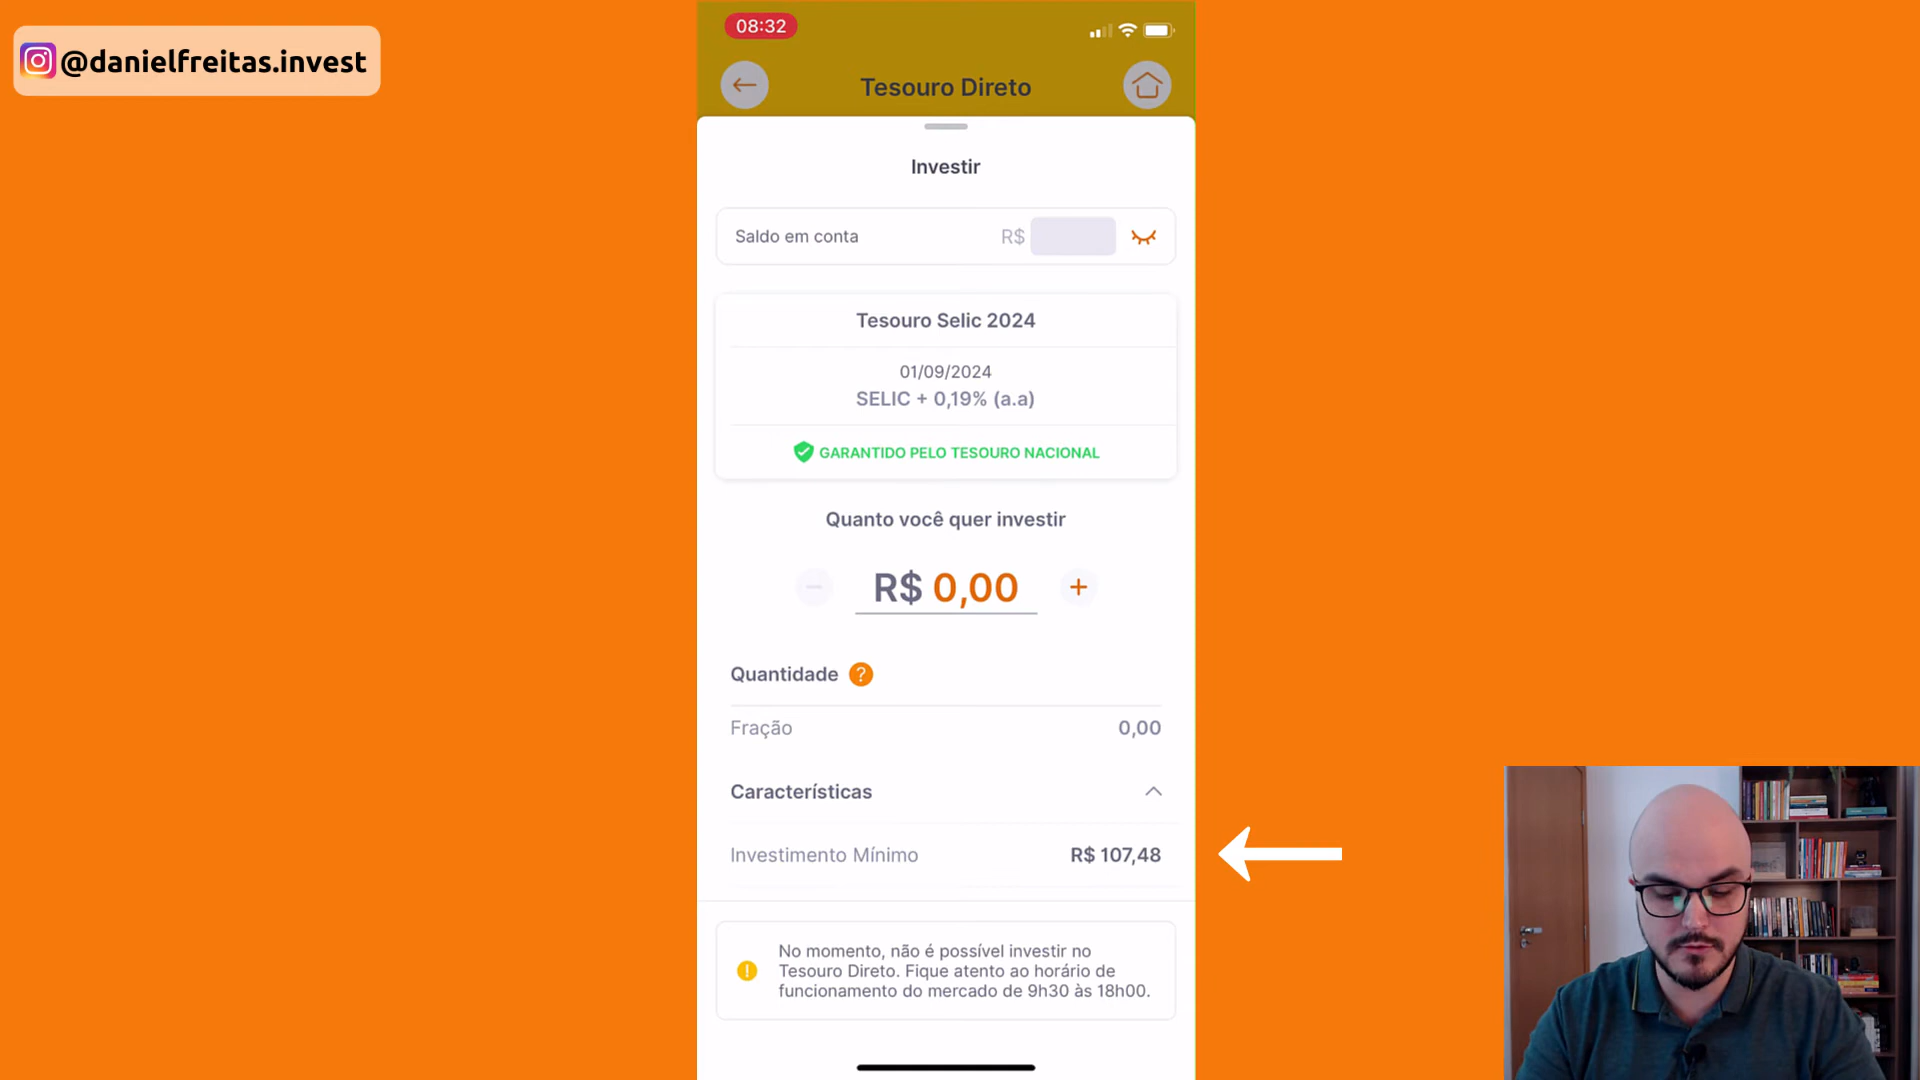 @danielfreitas.invest
08:32
Tesouro Direto
Investir
Saldo em conta R$
Tesouro Selic 2024
01/09/2024
SELIC + 0,19% (a.a)
GARANTIDO PELO TESOURO NACIONAL
Quanto você quer investir
R$ 0,00
Quantidade ?
Fração 0,00
Características
Investimento Mínimo R$ 107,48
No momento, não é possível investir no
Tesouro Direto. Fique atento ao horário de
funcionamento do mercado de 9h30 às 18h00.